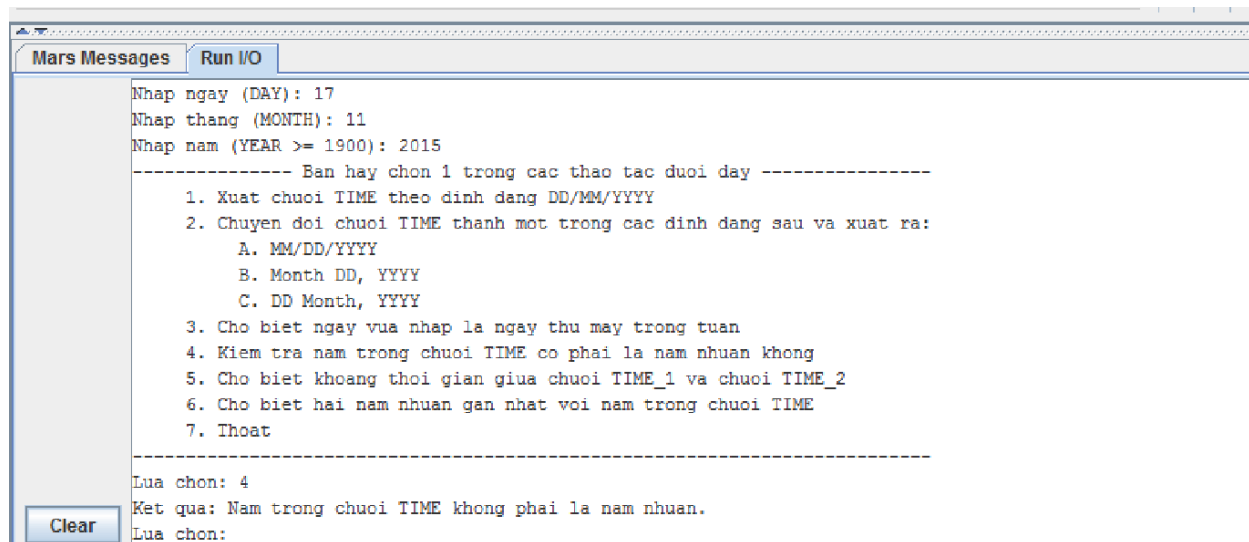 Mars Messages Run I/O
Nhap ngay (DAY): 17
Nhap thang (MONTH): 11
Nhap nam (YEAR >= 1900): 2015
--------------- Ban hay chon 1 trong cac thao tac duoi day ----------------
1. Xuat chuoi TIME theo dinh dang DD/MM/YYYY
2. Chuyen doi chuoi TIME thanh mot trong cac dinh dang sau va xuat ra:
A. MM/DD/YYYY
B. Month DD, YYYY
C. DD Month, YYYY
3. Cho biet ngay vua nhap la ngay thu may trong tuan
4. Kiem tra nam trong chuoi TIME co phai la nam nhuan khong
5. Cho biet khoang thoi gian giua chuoi TIME_1 va chuoi TIME_2
6. Cho biet hai nam nhuan gan nhat voi nam trong chuoi TIME
7. Thoat
---------------------------------------------------------------------------
Lua chon: 4
Ket qua: Nam trong chuoi TIME khong phai la nam nhuan.
Lua chon:
Clear